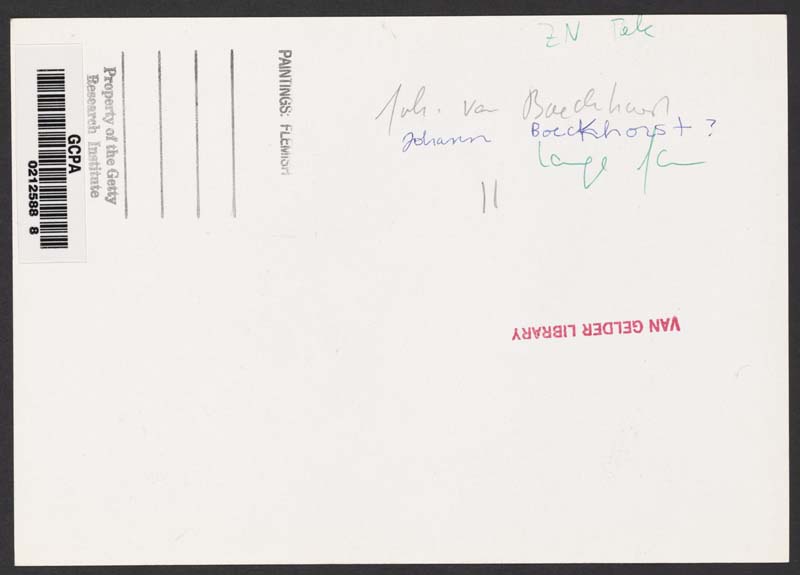 ZN Tek
Joh. van Boeckhorst
Johann Boeckhorst?
Lange Jan
||
VAN GELDER LIBRARY
PAINTINGS: FLEMISH
Property of the Getty
Research Institute
GCPA
0212588 8